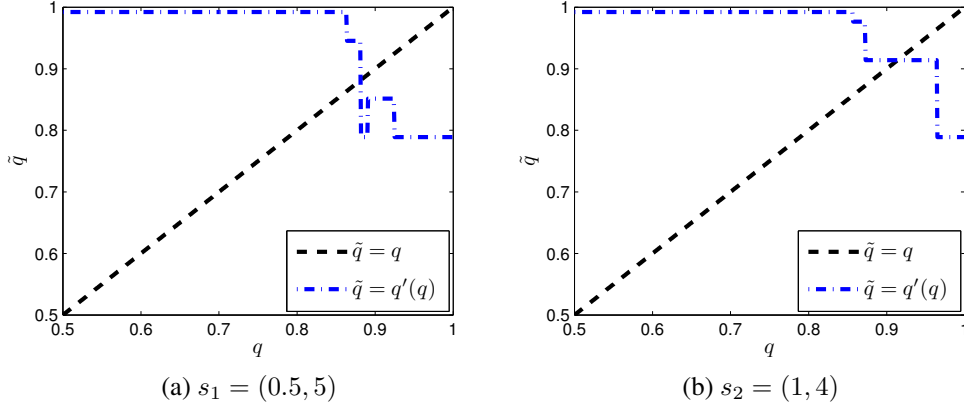 1
0.9
0.8
0.7
0.6
0.5
q̃
0.5 0.6 0.7 0.8 0.9 1
q
q̃ = q
q̃ = q′(q)
(a) s₁ = (0.5, 5)
1
0.9
0.8
0.7
0.6
0.5
q̃
0.5 0.6 0.7 0.8 0.9 1
q
q̃ = q
q̃ = q′(q)
(b) s₂ = (1, 4)